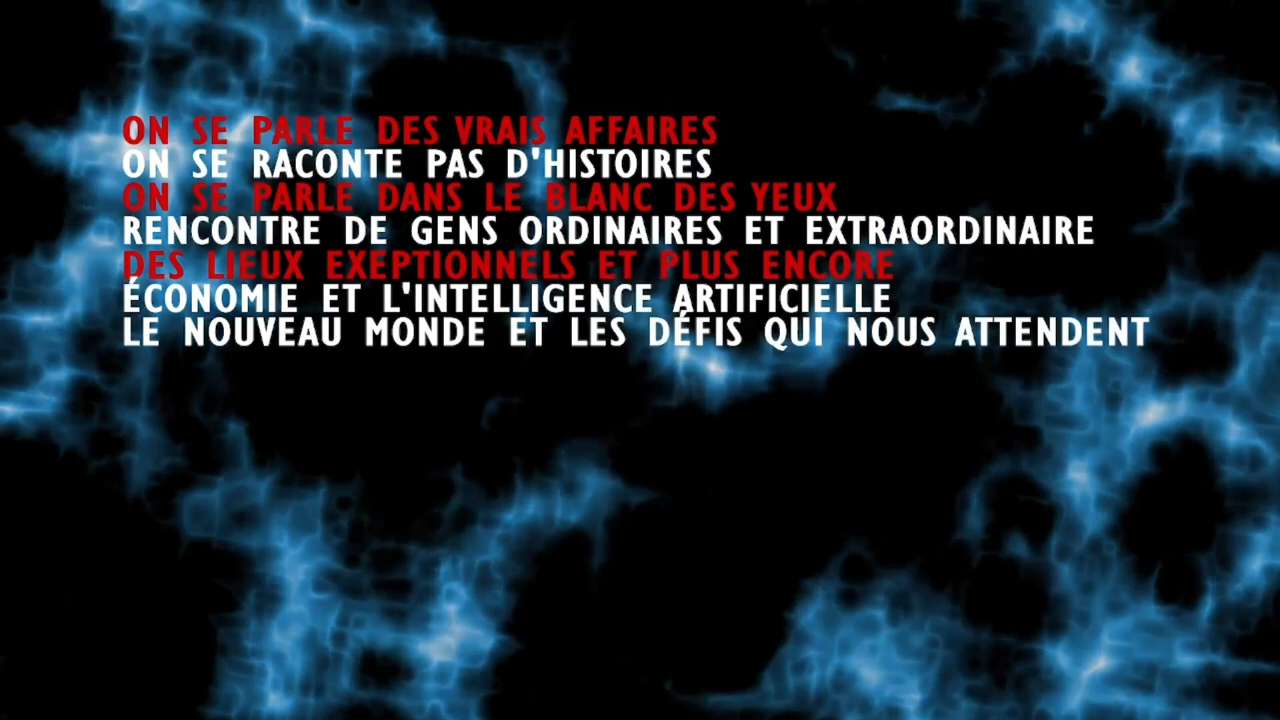 ON SE PARLE DES VRAIS AFFAIRES
ON SE RACONTE PAS D'HISTOIRES
ON SE PARLE DANS LE BLANC DES YEUX
RENCONTRE DE GENS ORDINAIRES ET EXTRAORDINAIRE
DES LIEUX EXEPTIONNELS ET PLUS ENCORE
ÉCONOMIE ET L'INTELLIGENCE ARTIFICIELLE
LE NOUVEAU MONDE ET LES DÉFIS QUI NOUS ATTENDENT